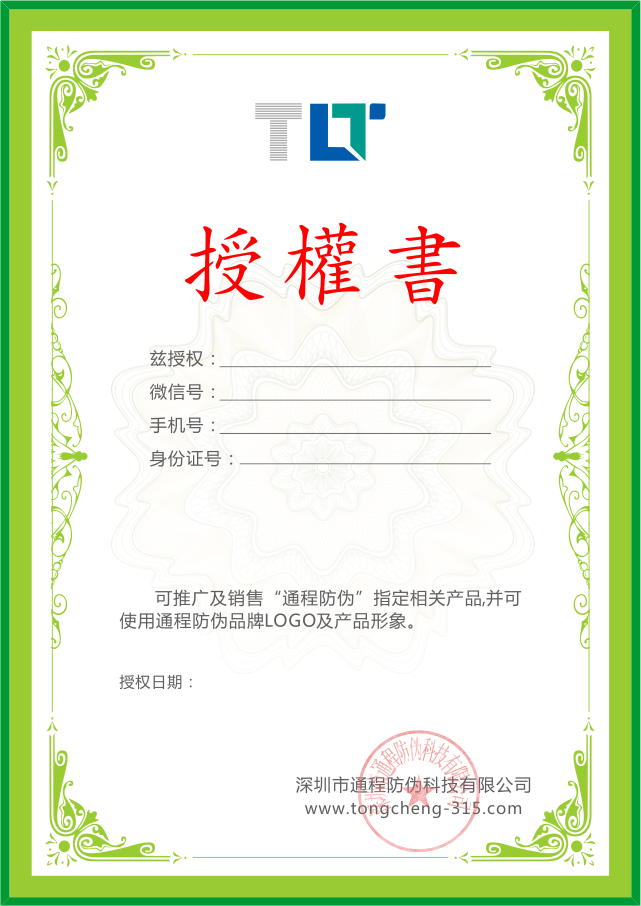 TLT
授權書
兹授权：
微信号：
手机号：
身份证号：
可推广及销售“通程防伪”指定相关产品,并可
使用通程防伪品牌LOGO及产品形象。
授权日期：
深圳市通程防伪科技有限公司
深圳市通程防伪科技有限公司
www.tongcheng-315.com